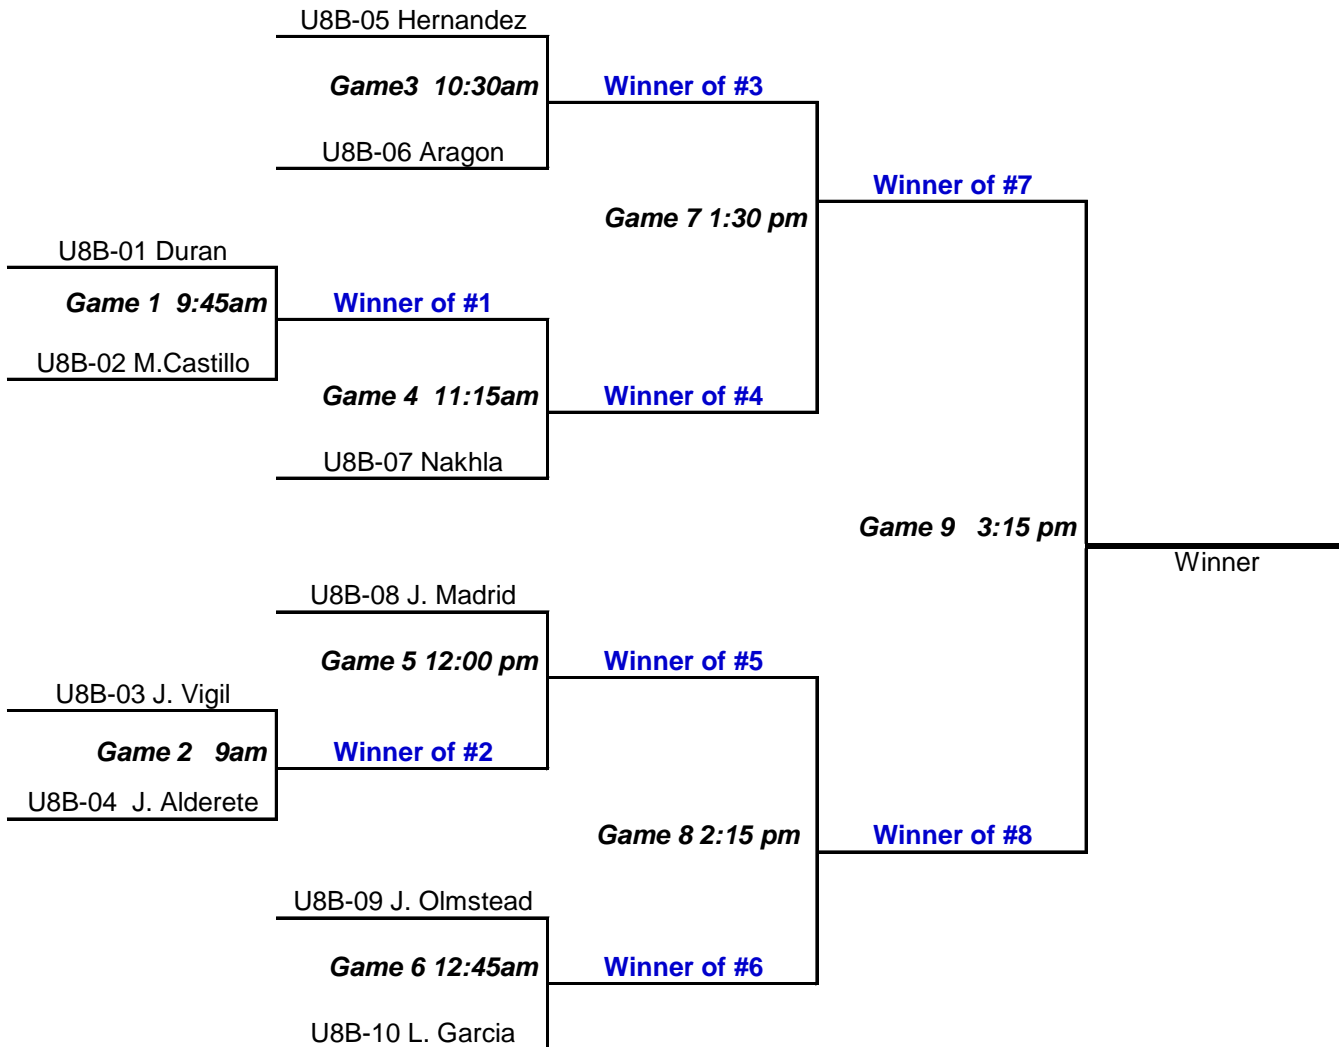 U8B-05 Hernandez
Game3 10:30am
Winner of #3
U8B-06 Aragon
Winner of #7
Game 7 1:30 pm
U8B-01 Duran
Game 1 9:45am
Winner of #1
U8B-02 M.Castillo
Game 4 11:15am
Winner of #4
U8B-07 Nakhla
Game 9 3:15 pm
Winner
U8B-08 J. Madrid
Game 5 12:00 pm
Winner of #5
U8B-03 J. Vigil
Game 2 9am
Winner of #2
U8B-04 J. Alderete
Game 8 2:15 pm
Winner of #8
U8B-09 J. Olmstead
Game 6 12:45am
Winner of #6
U8B-10 L. Garcia